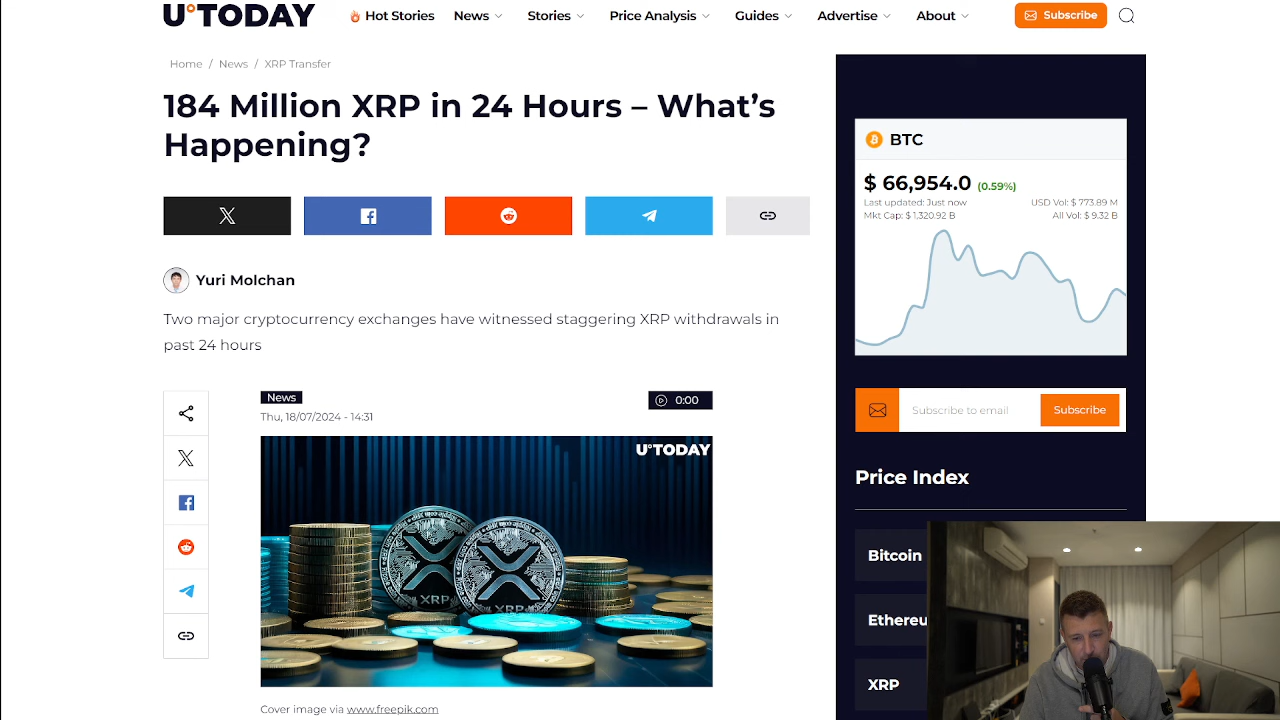 U°TODAY
Hot Stories
News
Stories
Price Analysis
Guides
Advertise
About
Subscribe
Home / News / XRP Transfer
184 Million XRP in 24 Hours – What's
Happening?
Yuri Molchan
Two major cryptocurrency exchanges have witnessed staggering XRP withdrawals in
past 24 hours
News
0:00
Thu, 18/07/2024 - 14:31
U°TODAY
XRP
XRP
Cover image via www.freepik.com
BTC
$ 66,954.0 (0.59%)
Last updated: Just now
USD Vol: $ 773.89 M
Mkt Cap: $ 1,320.92 B
All Vol: $ 9.32 B
Subscribe to email
Subscribe
Price Index
Bitcoin
Ethereu
XRP